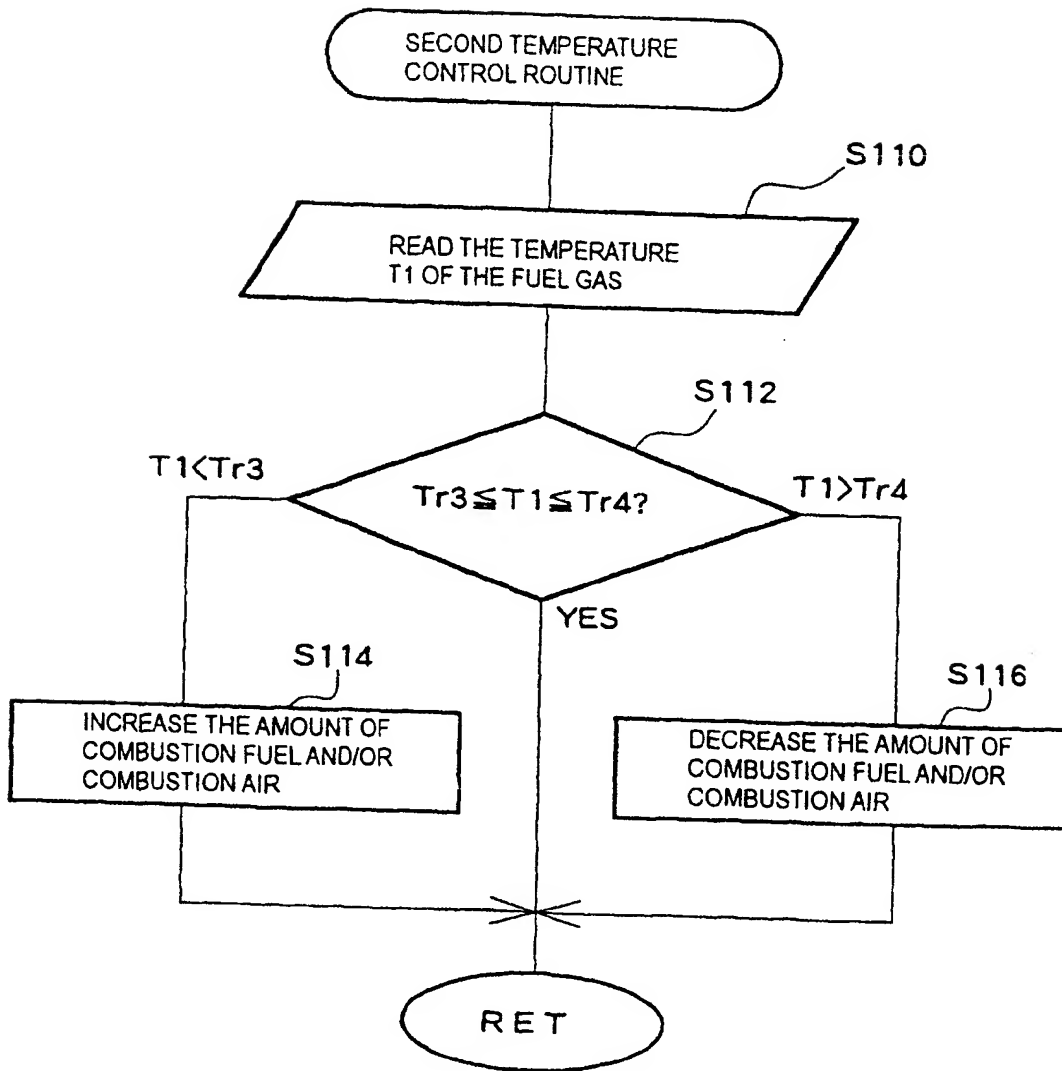 SECOND TEMPERATURE
CONTROL ROUTINE
S110
READ THE TEMPERATURE
T1 OF THE FUEL GAS
S112
T1<Tr3
Tr3≦T1≦Tr4?
T1>Tr4
YES
S114
INCREASE THE AMOUNT OF
COMBUSTION FUEL AND/OR
COMBUSTION AIR
S116
DECREASE THE AMOUNT OF
COMBUSTION FUEL AND/OR
COMBUSTION AIR
RET